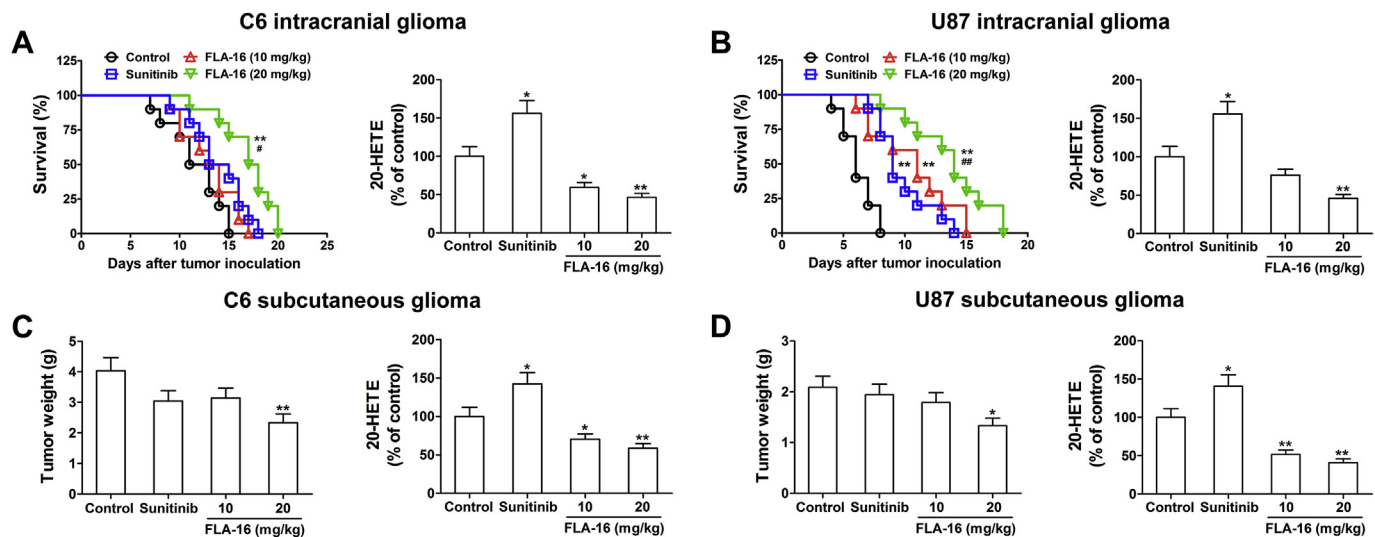 C6 intracranial glioma
A
Control
FLA-16 (10 mg/kg)
Sunitinib
FLA-16 (20 mg/kg)
Survival (%)
125
100
75
50
25
0
**
#
0 5 10 15 20 25
Days after tumor inoculation
20-HETE
(% of control)
200
150
100
50
0
*
*
**
Control Sunitinib 10 20
FLA-16 (mg/kg)
U87 intracranial glioma
B
Control
FLA-16 (10 mg/kg)
Sunitinib
FLA-16 (20 mg/kg)
Survival (%)
125
100
75
50
25
0
** ** **
##
0 5 10 15 20
Days after tumor inoculation
20-HETE
(% of control)
200
150
100
50
0
*
**
Control Sunitinib 10 20
FLA-16 (mg/kg)
C6 subcutaneous glioma
C
Tumor weight (g)
5
4
3
2
1
0
**
Control Sunitinib 10 20
FLA-16 (mg/kg)
20-HETE
(% of control)
200
150
100
50
0
*
*
**
Control Sunitinib 10 20
FLA-16 (mg/kg)
U87 subcutaneous glioma
D
Tumor weight (g)
3
2
1
0
*
Control Sunitinib 10 20
FLA-16 (mg/kg)
20-HETE
(% of control)
200
150
100
50
0
*
**
**
Control Sunitinib 10 20
FLA-16 (mg/kg)